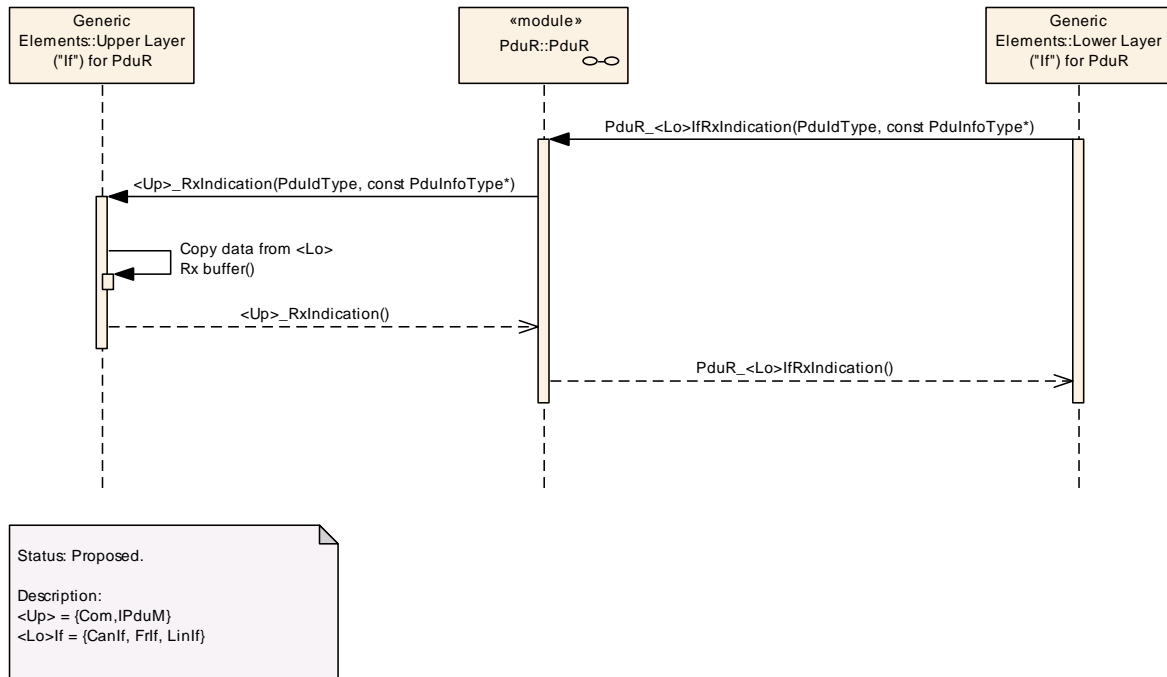 Generic
Elements::Upper Layer
("If") for PduR
«module»
PduR::PduR
Generic
Elements::Lower Layer
("If") for PduR
PduR_<Lo>IfRxIndication(PduIdType, const PduInfoType*)
<Up>_RxIndication(PduIdType, const PduInfoType*)
Copy data from <Lo>
Rx buffer()
<Up>_RxIndication()
PduR_<Lo>IfRxIndication()
Status: Proposed.
Description:
<Up> = {Com,IPduM}
<Lo>If = {CanIf, FrIf, LinIf}